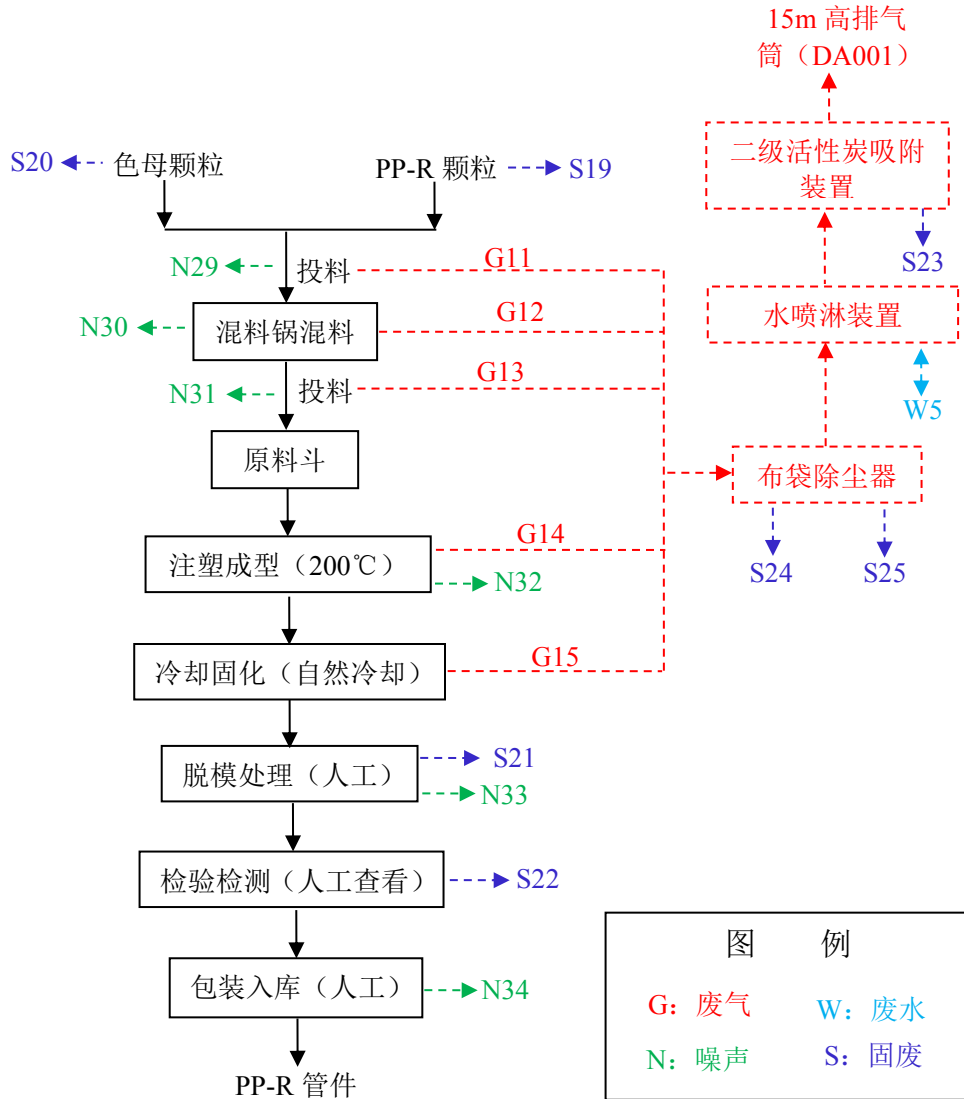 15m 高排气
筒（DA001）
二级活性炭吸附
装置
S20
色母颗粒
PP-R 颗粒
S19
S23
N29
投料
G11
水喷淋装置
N30
混料锅混料
G12
N31
投料
G13
W5
原料斗
布袋除尘器
注塑成型（200℃）
G14
N32
S24
S25
冷却固化（自然冷却）
G15
脱模处理（人工）
S21
N33
检验检测（人工查看）
S22
包装入库（人工）
N34
PP-R 管件
图 例
G：废气
W：废水
N：噪声
S：固废